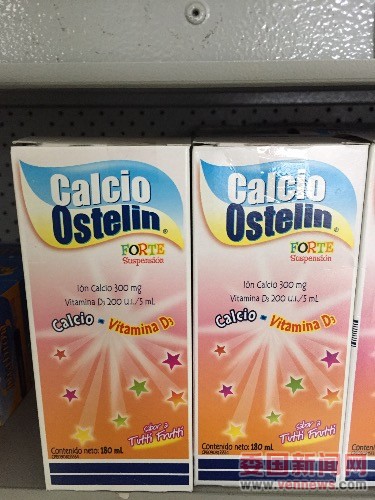 Calcio
Ostelin®
FORTE
Suspensión
Ión Calcio 300 mg
Vitamina D₃ 200 u.i./5 mL
Calcio - Vitamina D₃
Sabor a
Tutti Frutti
Contenido neto: 180 mL
Calcio
Ostelin®
FORTE
Suspensión
Ión Calcio 300 mg
Vitamina D₃ 200 u.i./5 mL
Calcio - Vitamina D₃
Sabor a
Tutti Frutti
Contenido neto: 180 mL
委国新闻网
www.vennews.com